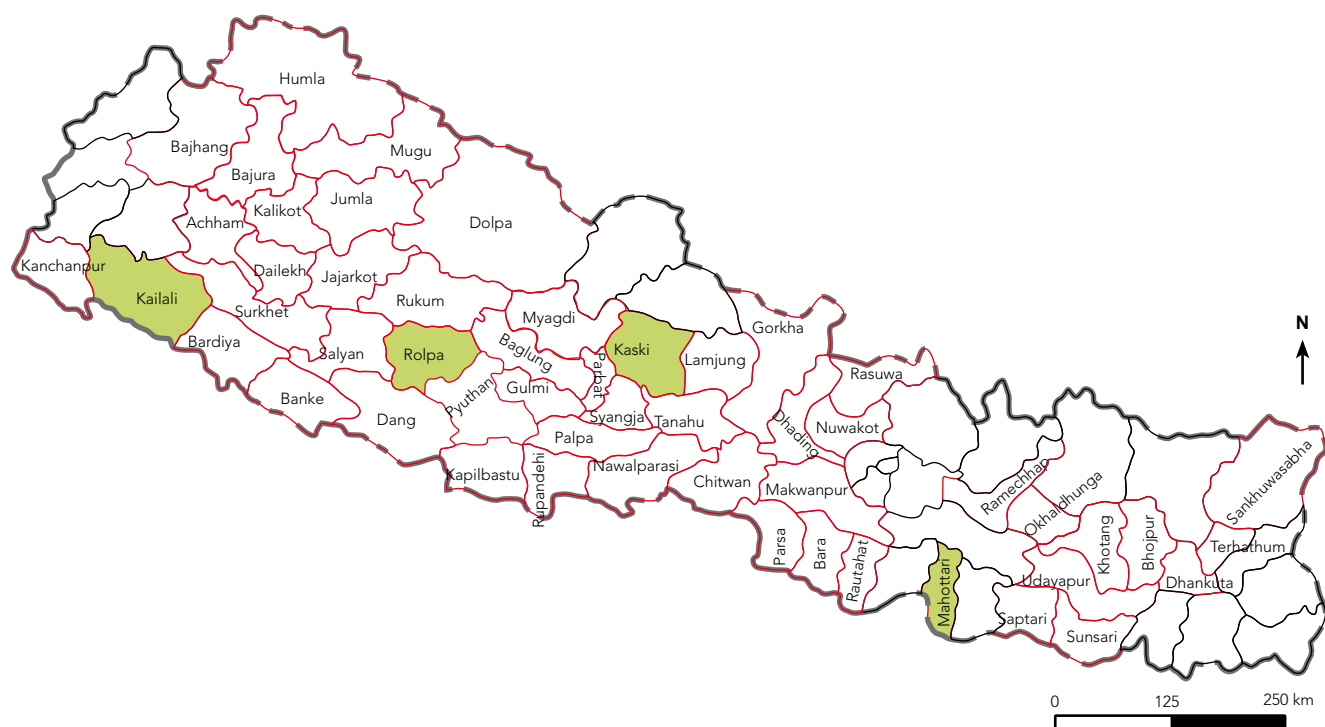 Humla
Bajhang
Mugu
Bajura
Jumla
Kalikot
Achham
Dolpa
Kanchanpur
Dailekh
Jajarkot
Kailali
Rukum
Surkhet
Myagdi
Gorkha
Bardiya
Salyan
Rolpa
Baglung
Parbat
Kaski
Lamjung
Rasuwa
N
Banke
Pyuthan
Gulmi
Dang
Syangja
Tanahu
Dhading
Nuwakot
Palpa
Kapilbastu
Rupandehi
Nawalparasi
Chitwan
Makwanpur
Ramechhap
Okhaldhunga
Sankhuwasabha
Parsa
Bara
Rautahat
Khotang
Bhojpur
Terhathum
Mahottari
Udayapur
Dhankuta
Saptari
Sunsari
0 125 250 km